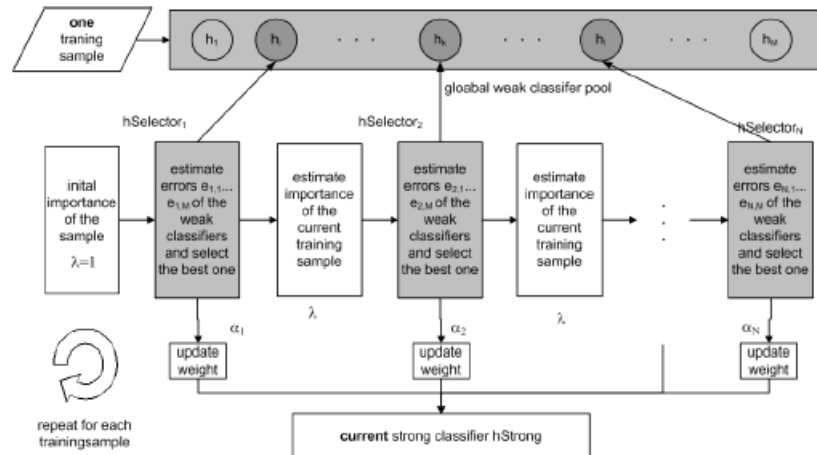 one
traning
sample
h1
hi
. . .
hk
. . .
hj
. . .
hM
gloabal weak classifer pool
hSelector1
hSelector2
hSelectorN
inital
importance
of the
sample
λ=1
estimate
errors e1,1...
e1,M of the
weak
classifiers
and select
the best one
estimate
importance
of the
current
training
sample
λ
estimate
errors e2,1...
e2,M of the
weak
classifiers
and select
the best one
estimate
importance
of the
current
training
sample
λ
.
.
.
estimate
errors eN,1...
eN,M of the
weak
classifiers
and select
the best one
α1
α2
αN
update
weight
update
weight
update
weight
repeat for each
trainingsample
current strong classifier hStrong